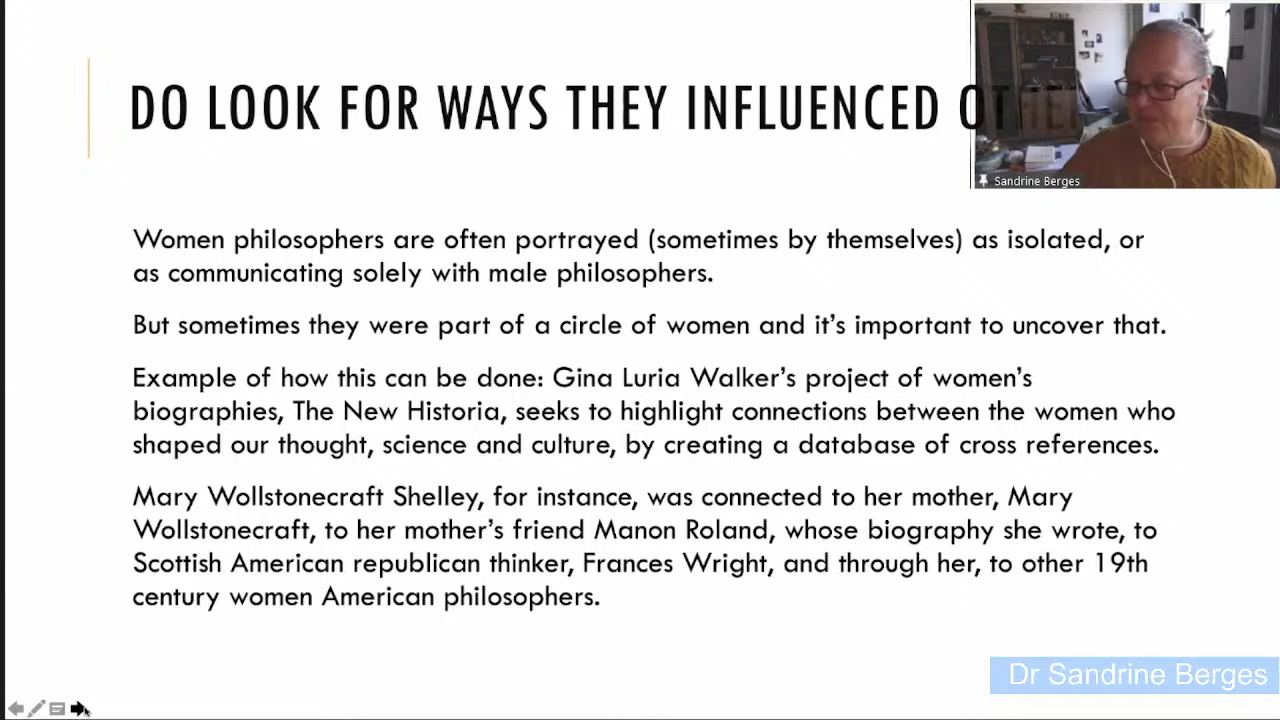 DO LOOK FOR WAYS THEY INFLUENCED
Sandrine Berges
Women philosophers are often portrayed (sometimes by themselves) as isolated, or
as communicating solely with male philosophers.
But sometimes they were part of a circle of women and it’s important to uncover that.
Example of how this can be done: Gina Luria Walker’s project of women’s
biographies, The New Historia, seeks to highlight connections between the women who
shaped our thought, science and culture, by creating a database of cross references.
Mary Wollstonecraft Shelley, for instance, was connected to her mother, Mary
Wollstonecraft, to her mother’s friend Manon Roland, whose biography she wrote, to
Scottish American republican thinker, Frances Wright, and through her, to other 19th
century women American philosophers.
Dr Sandrine Berges